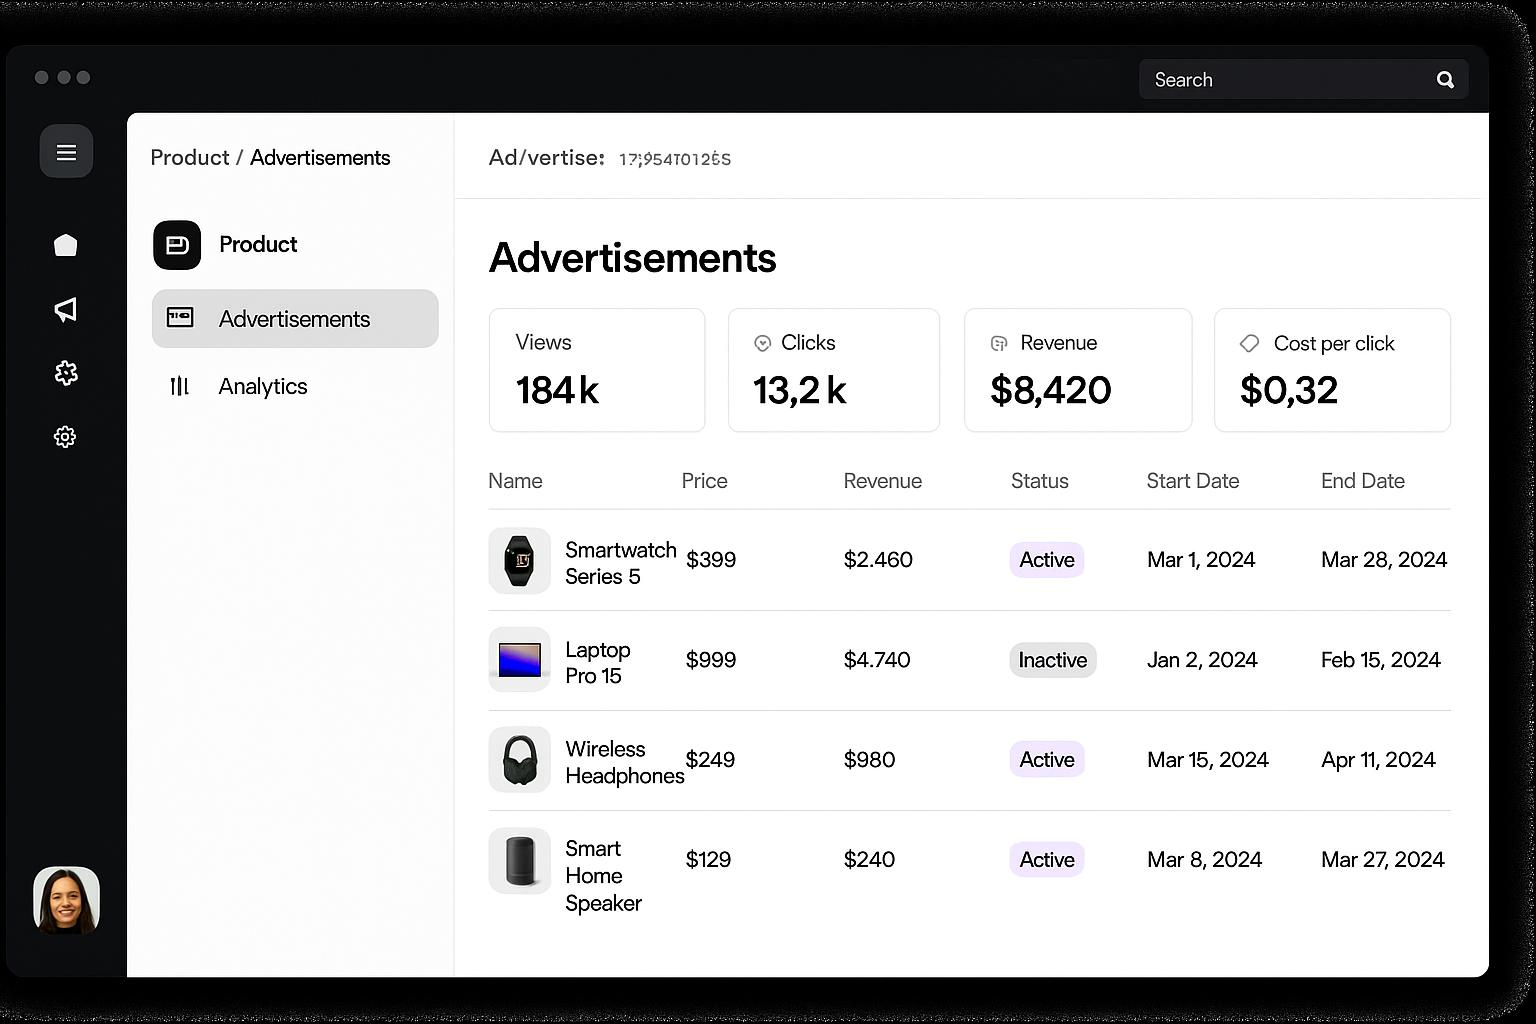 Search
Product / Advertisements
Ad/vertise:
Product
Advertisements
Analytics
Advertisements
Views
184k
Clicks
13,2k
Revenue
$8,420
Cost per click
$0,32
Name Price Revenue Status Start Date End Date
Smartwatch
Series 5
$399 $2.460 Active Mar 1, 2024 Mar 28, 2024
Laptop
Pro 15
$999 $4.740 Inactive Jan 2, 2024 Feb 15, 2024
Wireless
Headphones
$249 $980 Active Mar 15, 2024 Apr 11, 2024
Smart
Home
Speaker
$129 $240 Active Mar 8, 2024 Mar 27, 2024